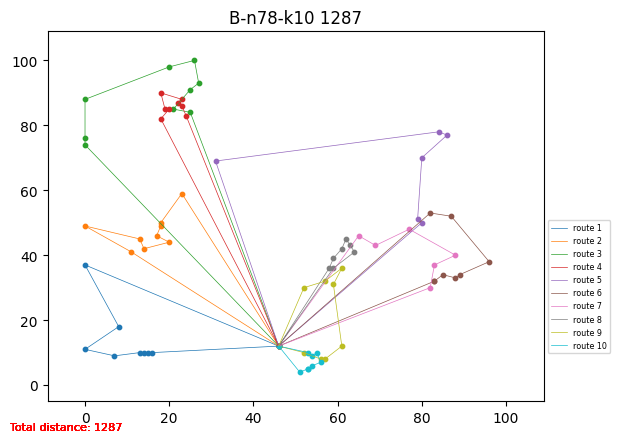 B-n78-k10 1287
100
80
60
40
20
0
0 20 40 60 80 100
route 1
route 2
route 3
route 4
route 5
route 6
route 7
route 8
route 9
route 10
Total distance: 1287